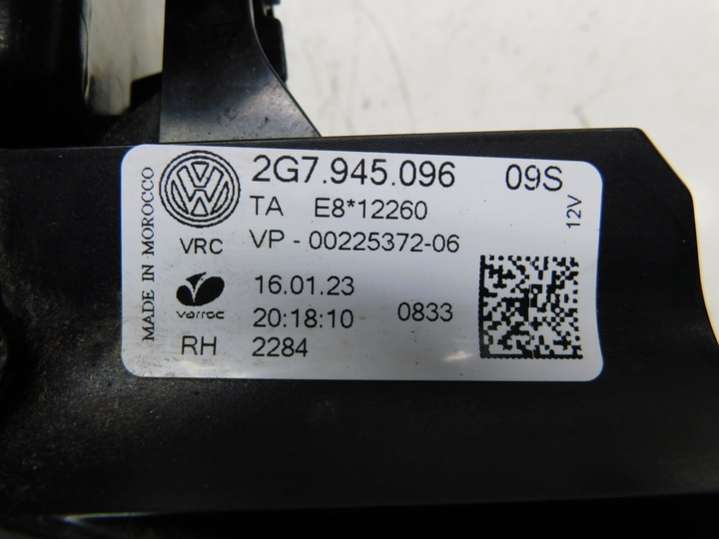 MADE IN MOROCCO
2G7.945.096 09S
TA E8*12260
VRC VP - 00225372-06
12V
16.01.23
varroc
20:18:10 0833
RH 2284